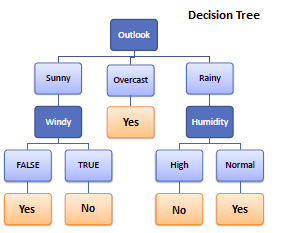 Decision Tree
Outlook
Sunny
Overcast
Rainy
Windy
Yes
Humidity
FALSE
TRUE
High
Normal
Yes
No
No
Yes